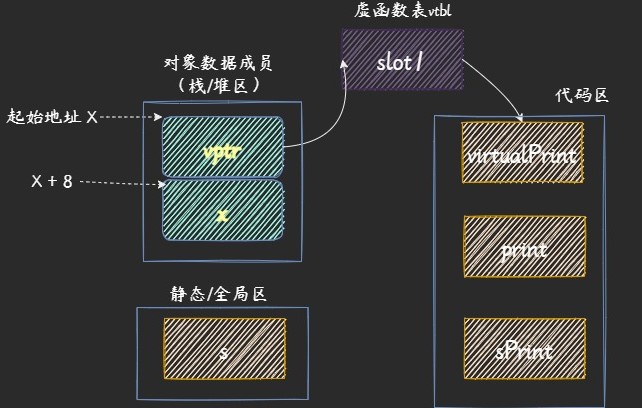 虚函数表vtbl
slot1
对象数据成员
（栈/堆区）
代码区
起始地址 X
vptr
virtualPrint
X + 8
x
print
静态/全局区
s
sPrint